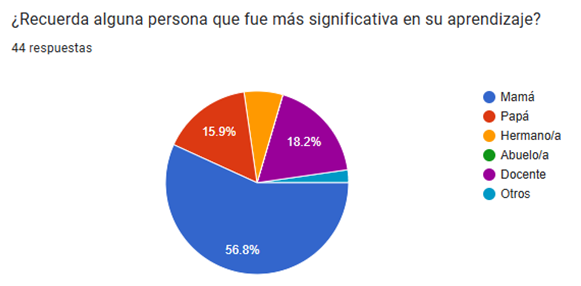 ¿Recuerda alguna persona que fue más significativa en su aprendizaje?
44 respuestas
15.9%
18.2%
56.8%
Mamá
Papá
Hermano/a
Abuelo/a
Docente
Otros